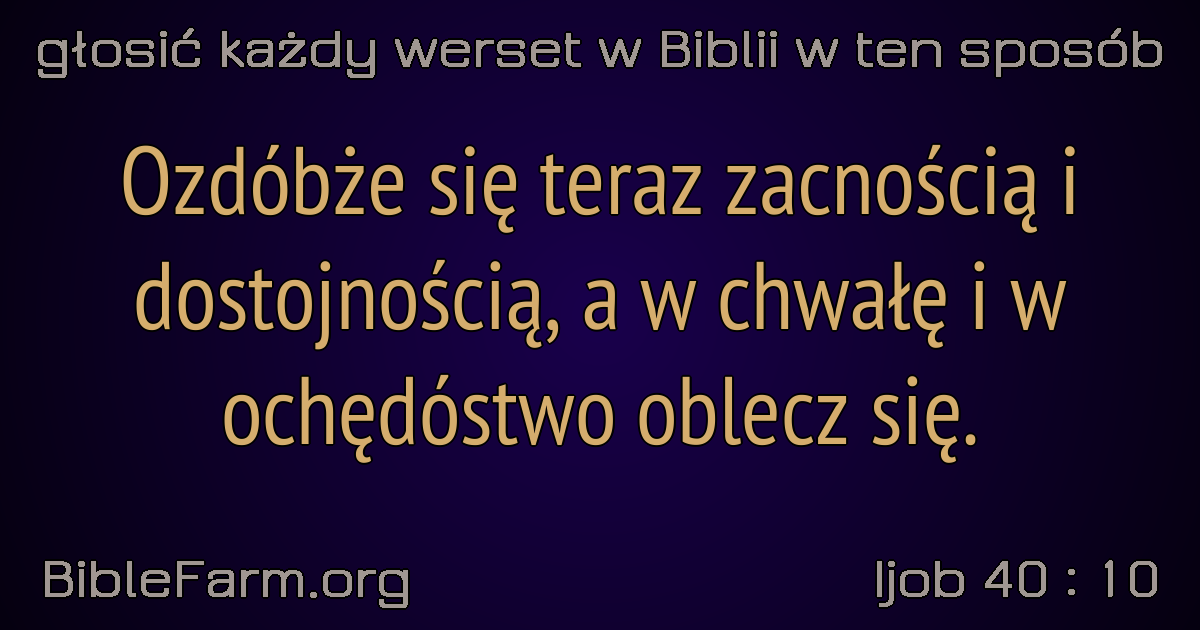 głosić każdy werset w Biblii w ten sposób
Ozdóbże się teraz zacnością i
dostojnością, a w chwałę i w
ochędóstwo oblecz się.
BibleFarm.org
Ijob 40 : 10